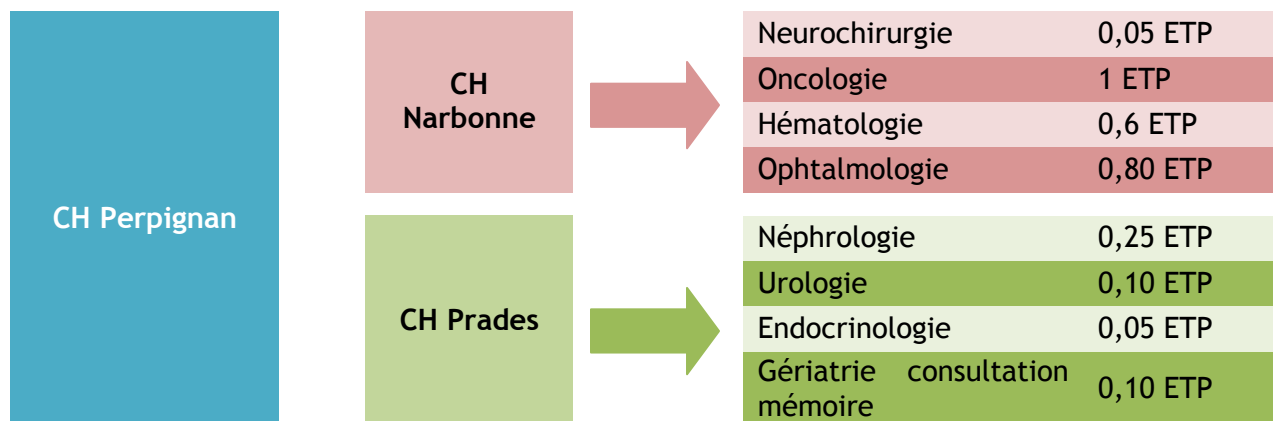 CH Perpignan
CH
Narbonne
Neurochirurgie 0,05 ETP
Oncologie 1 ETP
Hématologie 0,6 ETP
Ophtalmologie 0,80 ETP
CH Prades
Néphrologie 0,25 ETP
Urologie 0,10 ETP
Endocrinologie 0,05 ETP
Gériatrie consultation
mémoire 0,10 ETP